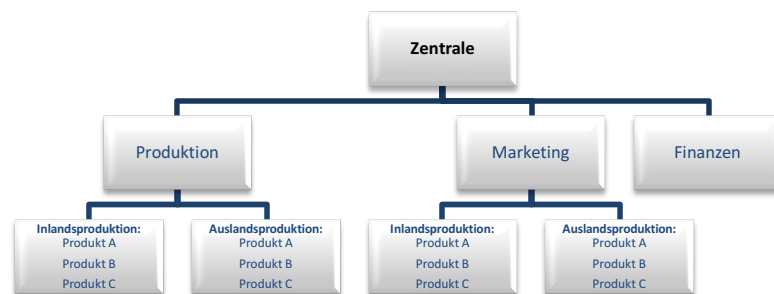 Zentrale
Produktion
Marketing
Finanzen
Inlandsproduktion:
Produkt A
Produkt B
Produkt C
Auslandsproduktion:
Produkt A
Produkt B
Produkt C
Inlandsproduktion:
Produkt A
Produkt B
Produkt C
Auslandsproduktion:
Produkt A
Produkt B
Produkt C